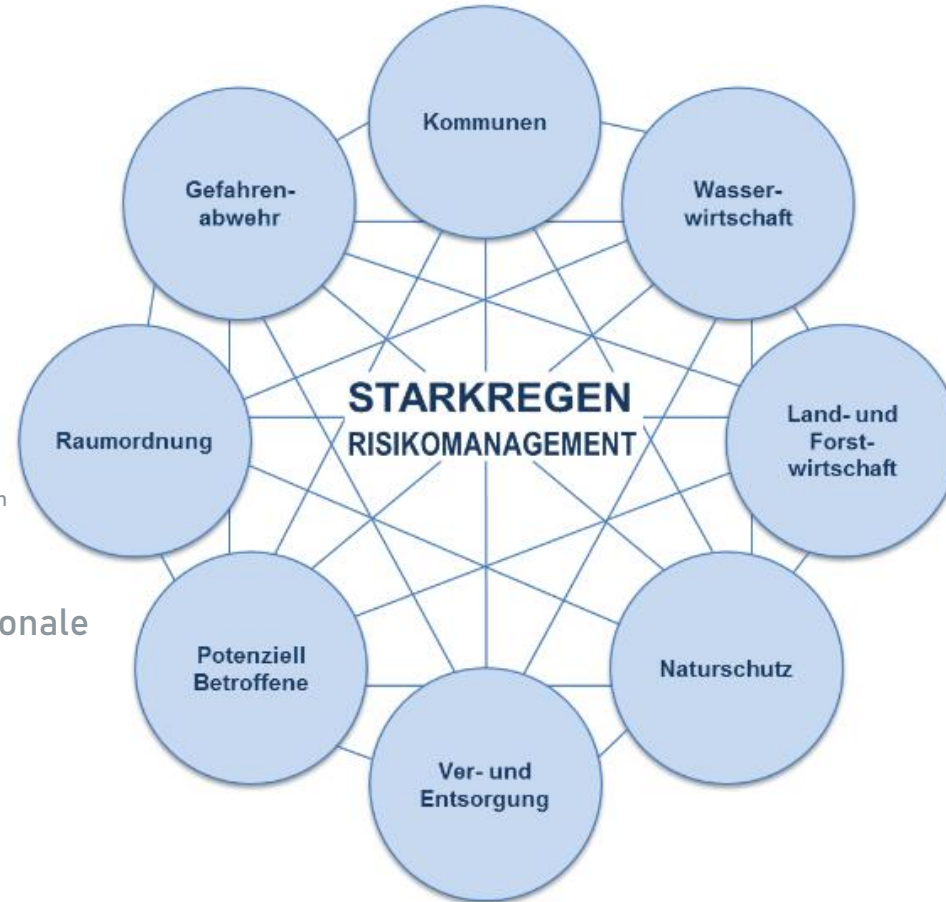 Kommunen
Gefahren-
abwehr
Wasser-
wirtschaft
STARKREGEN
RISIKOMANAGEMENT
Raumordnung
Land- und
Forst-
wirtschaft
n
onale
Potenziell
Betroffene
Naturschutz
Ver- und
Entsorgung